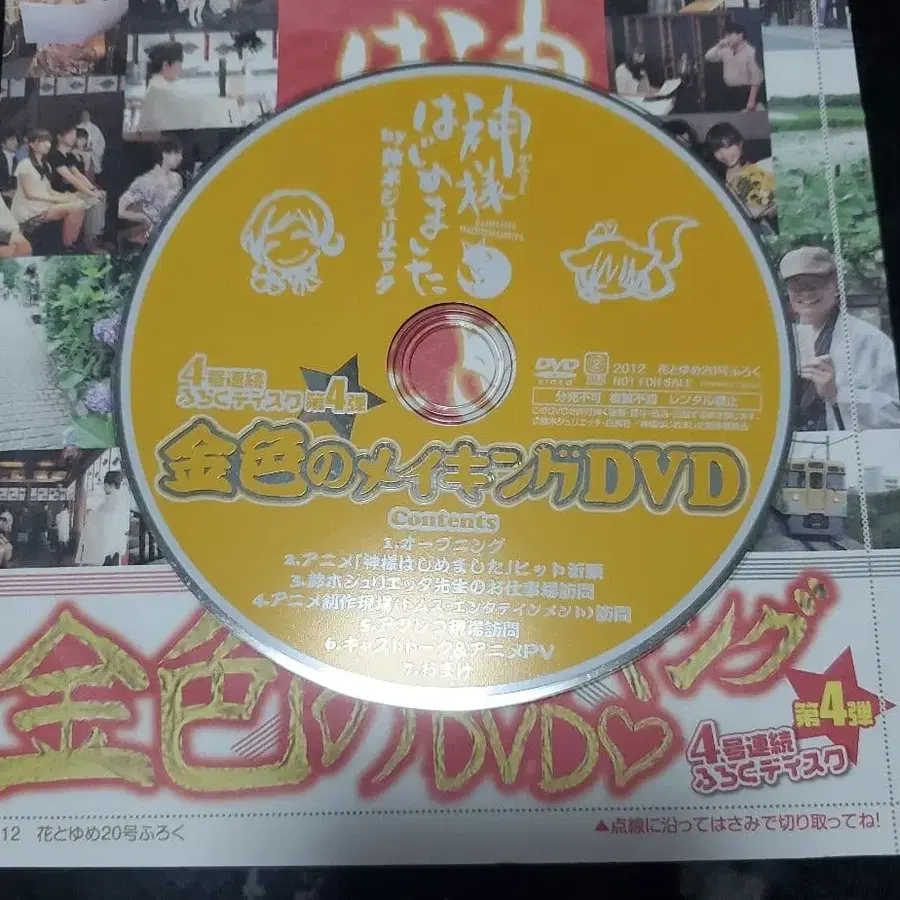 神様
はじめました
KAMISAMA
HAJIMEMASHITA
by 鈴木ジュリエッタ
4号連続
ふろくディスク
第4弾
DVD
VIDEO
2
2012 花とゆめ20号ふろく
NOT FOR SALE
分売不可 複製不可 レンタル禁止
金色のメイキングDVD
Contents
1.オープニング
2.アニメ「神様はじめました」ヒット祈願
3.鈴木ジュリエッタ先生のお仕事場訪問
4.アニメ制作現場(トムス・エンタテインメント)訪問
5.アフレコ現場訪問
6.キャストトーク&アニメPV
7.おまけ
金色の
ング
DVD♡
第4弾
4号連続
ふろくディスク
12 花とゆめ20号ふろく
▲点線に沿ってはさみで切り取ってね!